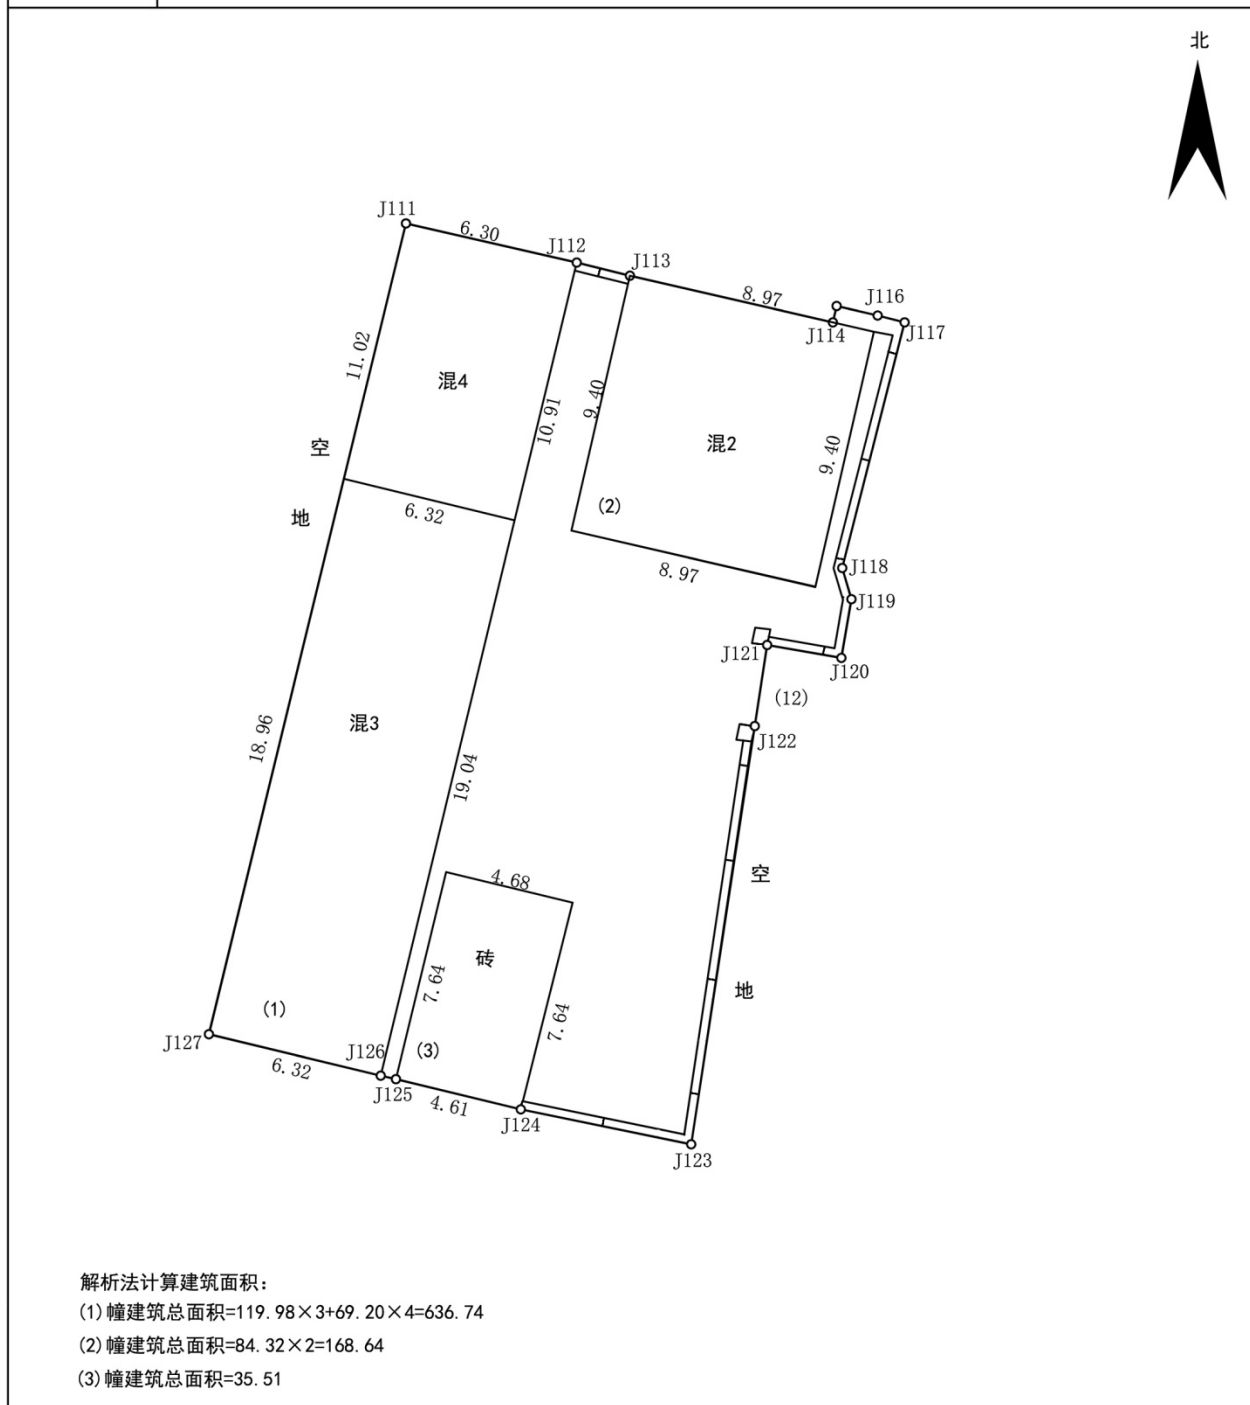 北
J111
6.30
J112
J113
8.97
J116
J114
J117
11.02
混4
10.91
9.40
混2
9.40
空
地
6.32
(2)
8.97
J118
J119
J121
J120
(12)
J122
混3
18.96
19.04
空
4.68
砖
7.64
地
7.64
(1)
J127
J126
(3)
6.32
J125
4.61
J124
J123
解析法计算建筑面积：
(1)幢建筑总面积=119.98×3+69.20×4=636.74
(2)幢建筑总面积=84.32×2=168.64
(3)幢建筑总面积=35.51